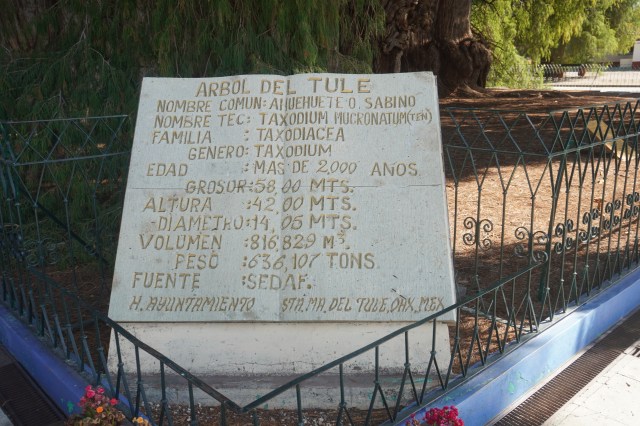 ARBOL DEL TULE
NOMBRE COMUN: AHUEHUETE O SABINO
NOMBRE TEC: TAXODIUM MUCRONATUM (TEN)
FAMILIA : TAXODIACEA
GENERO: TAXODIUM
EDAD : MAS DE 2,000 AÑOS
GROSOR: 58,00 MTS.
ALTURA : 42,00 MTS.
DIAMETRO: 14,05 MTS.
VOLUMEN : 816,829 M³.
PESO : 636,107 TONS.
FUENTE : SEDAF.
H. AYUNTAMIENTO STA. MA. DEL TULE, OAX, MEX.